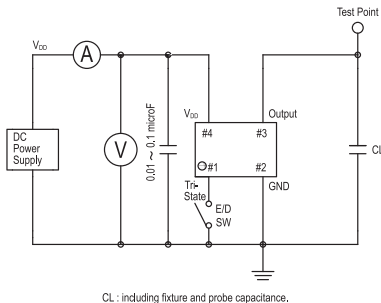 Test Point
VDD
A
DC
Power
Supply
V
0.01 ~ 0.1 microF
VDD
Output
#4
#3
#1
#2
Tri-
State
GND
E/D
SW
CL
CL : including fixture and probe capacitance.